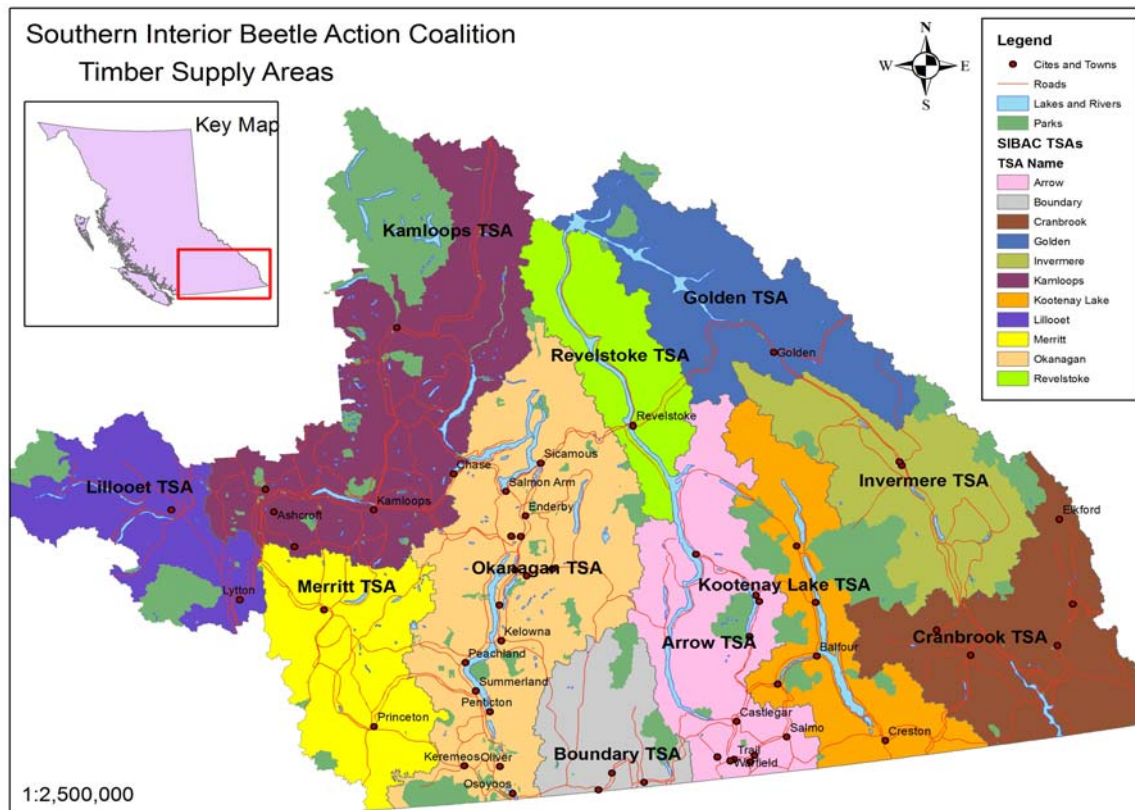 Southern Interior Beetle Action Coalition
Timber Supply Areas
Key Map
N
W E
S
Legend
Cites and Towns
Roads
Lakes and Rivers
Parks
SIBAC TSAs
TSA Name
Arrow
Boundary
Cranbrook
Golden
Invermere
Kamloops
Kootenay Lake
Lillooet
Merritt
Okanagan
Revelstoke
Kamloops TSA
Golden TSA
Golden
Revelstoke TSA
Revelstoke
Chase
Sicamous
Salmon Arm
Invermere TSA
Lillooet TSA
Kamloops
Ashcroft
Enderby
Elkford
Okanagan TSA
Merritt TSA
Kootenay Lake TSA
Lytton
Kelowna
Arrow TSA
Cranbrook TSA
Peachland
Balfour
Summerland
Penticton
Princeton
Castlegar
Salmo
Creston
Boundary TSA
Trail
Warfield
Keremeos
Oliver
Osoyoos
1:2,500,000